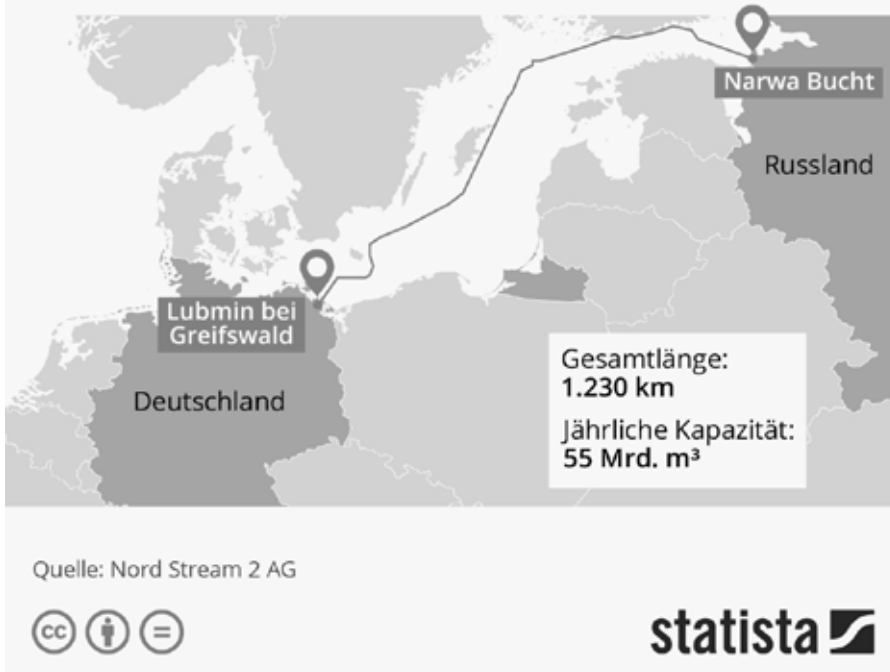 Narwa Bucht
Russland
Lubmin bei
Greifswald
Deutschland
Gesamtlänge:
1.230 km
Jährliche Kapazität:
55 Mrd. m³
Quelle: Nord Stream 2 AG
cc
statista